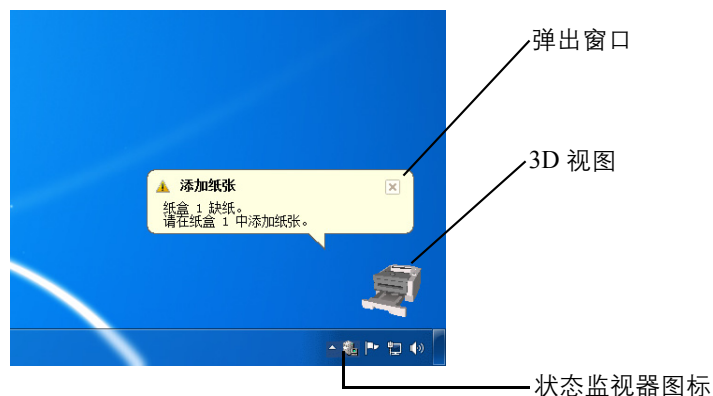 弹出窗口
3D 视图
添加纸张
纸盒 1 缺纸。
请在纸盒 1 中添加纸张。
状态监视器图标